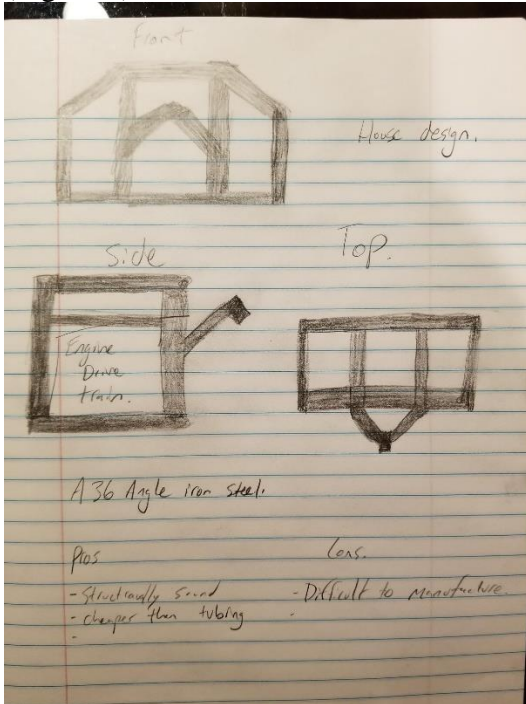 Front
House design.
Side
Top.
Engine
Drive
train.
A36 Angle iron steel.
Pros
Cons.
- Structurally sound
- Difficult to manufacture.
- cheaper than tubing
-
-